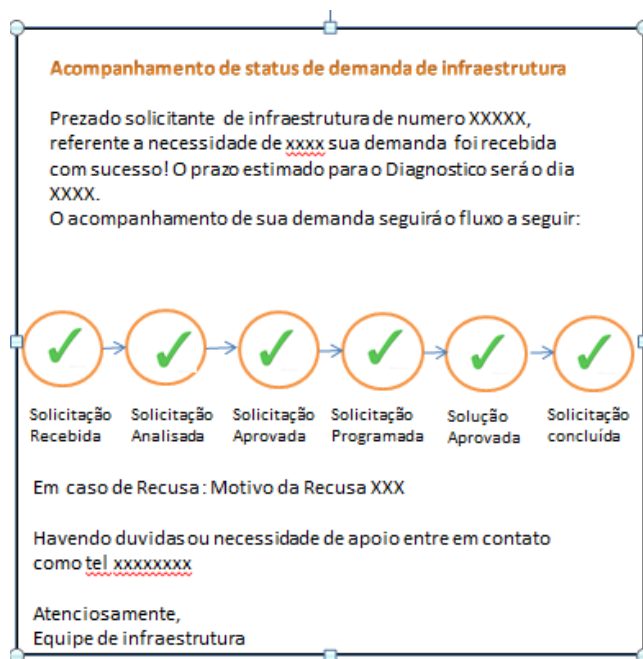 Acompanhamento de status de demanda de infraestrutura
Prezado solicitante de infraestrutura de numero XXXXX,
referente a necessidade de xxxx sua demanda foi recebida
com sucesso! O prazo estimado para o Diagnostico será o dia
XXXX.
O acompanhamento de sua demanda seguirá o fluxo a seguir:
Solicitação Recebida
Solicitação Analisada
Solicitação Aprovada
Solicitação Programada
Solução Aprovada
Solicitação concluída
Em caso de Recusa: Motivo da Recusa XXX
Havendo duvidas ou necessidade de apoio entre em contato
como tel xxxxxxxx
Atenciosamente,
Equipe de infraestrutura